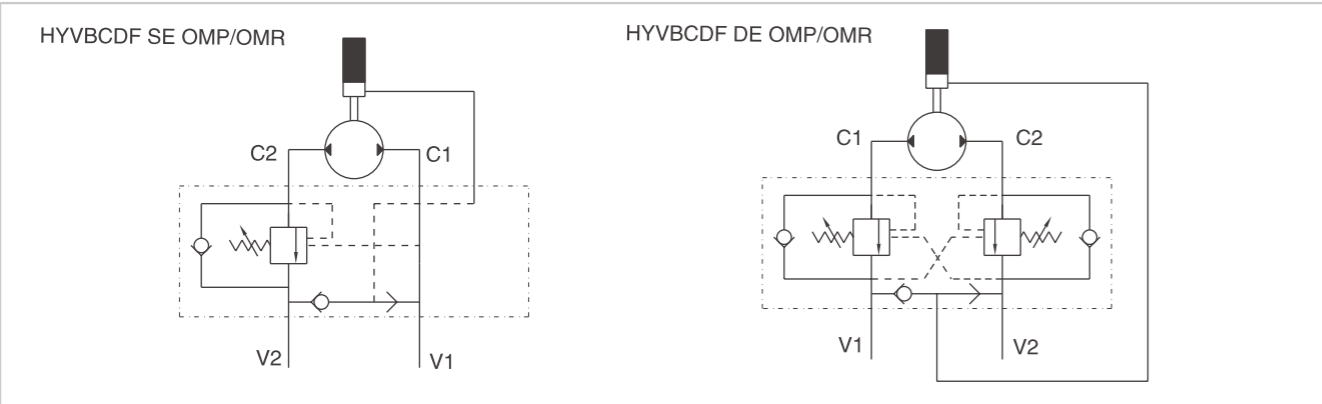 HYVBCDF SE OMP/OMR
C2
C1
V2
V1
HYVBCDF DE OMP/OMR
C1
C2
V1
V2